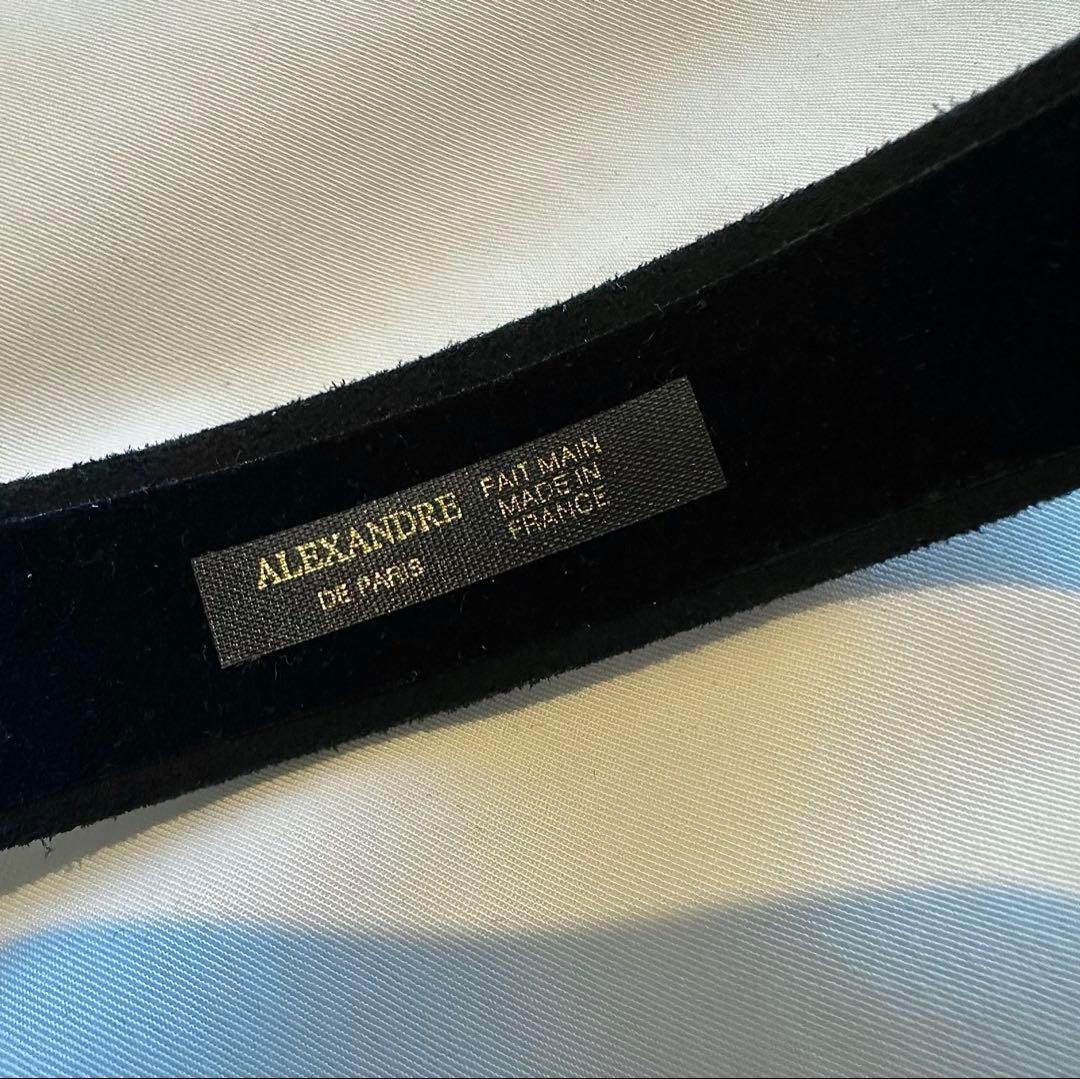 ALEXANDRE
DE PARIS
FAIT MAIN
MADE IN
FRANCE